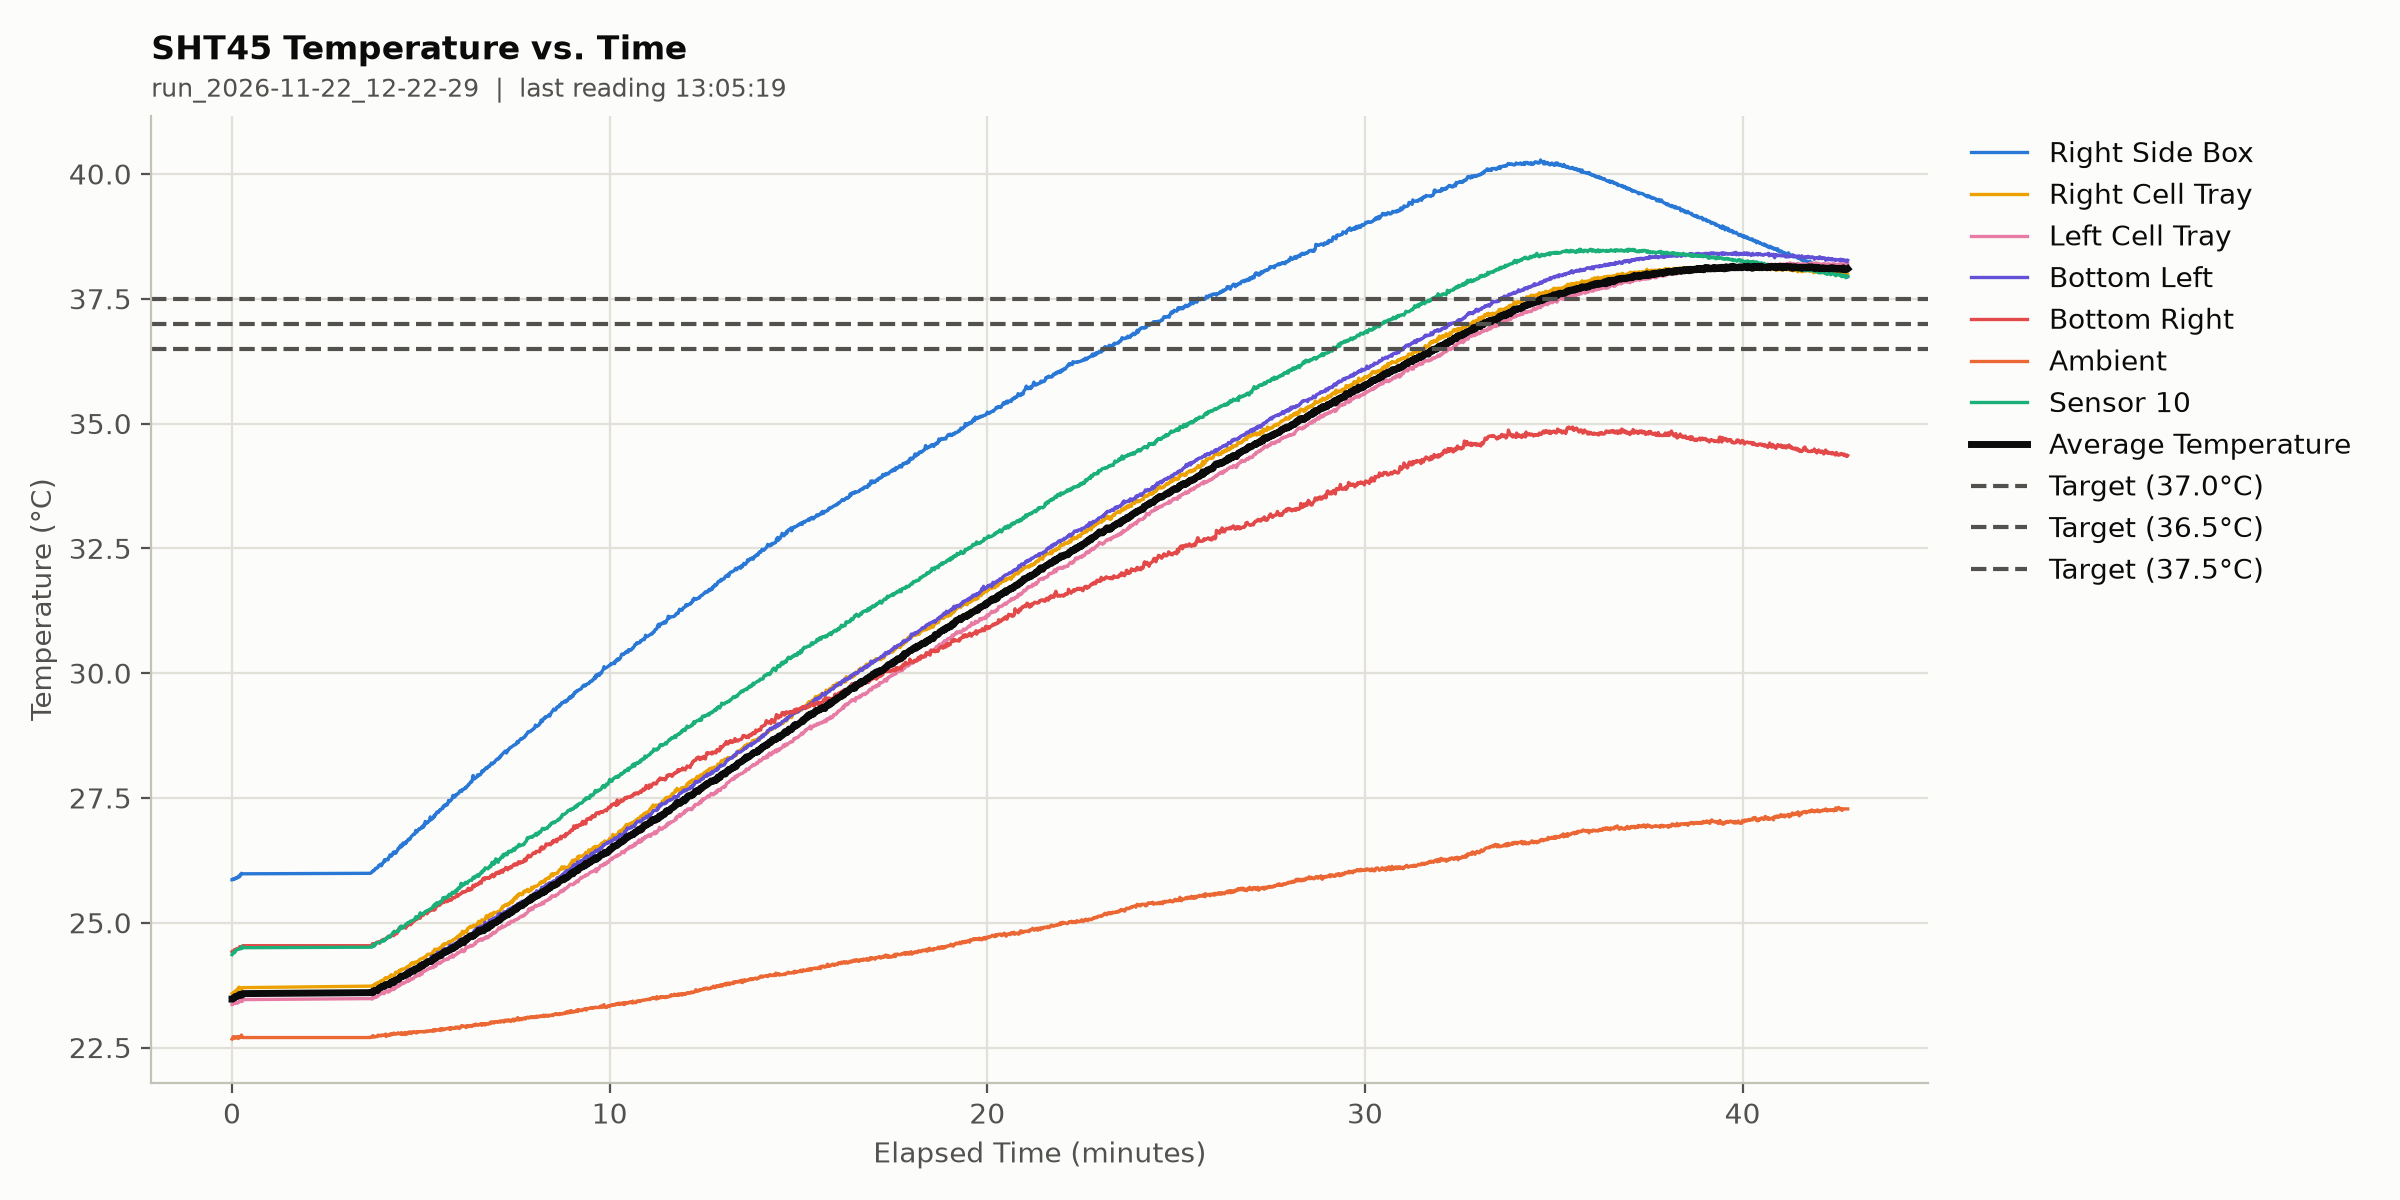 SHT45 Temperature vs. Time
run_2026-11-22_12-22-29 | last reading 13:05:19
Temperature (°C)
40.0
37.5
35.0
32.5
30.0
27.5
25.0
22.5
0 10 20 30 40
Elapsed Time (minutes)
Right Side Box
Right Cell Tray
Left Cell Tray
Bottom Left
Bottom Right
Ambient
Sensor 10
Average Temperature
Target (37.0°C)
Target (36.5°C)
Target (37.5°C)